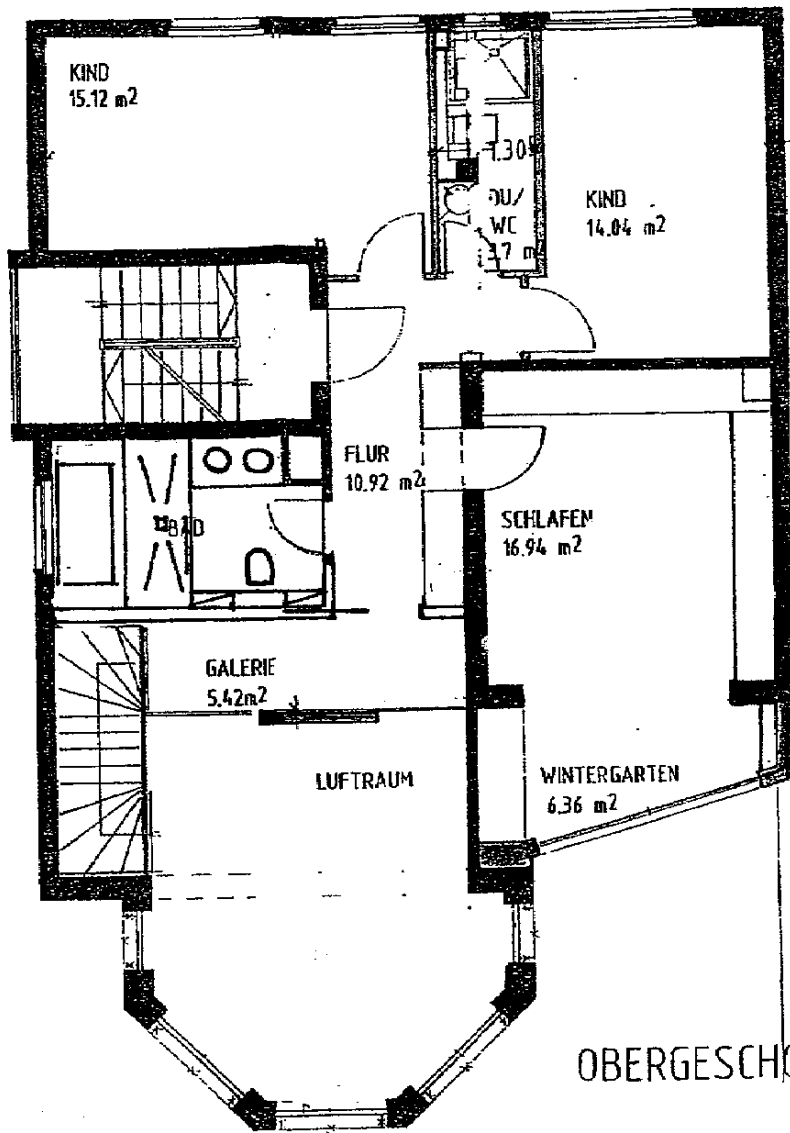 KIND
15.12 m2
1.30
DU/
WC
KIND
14.04 m2
FLUR
10.92 m2
BAD
SCHLAFEN
16.94 m2
GALERIE
5.42m2
LUFTRAUM
WINTERGARTEN
6.36 m2
OBERGESCHO